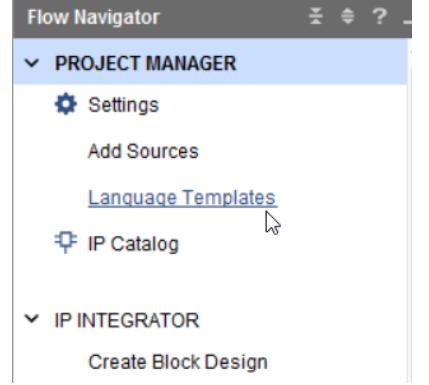 Flow Navigator ?
PROJECT MANAGER
Settings
Add Sources
Language Templates
IP Catalog
IP INTEGRATOR
Create Block Design